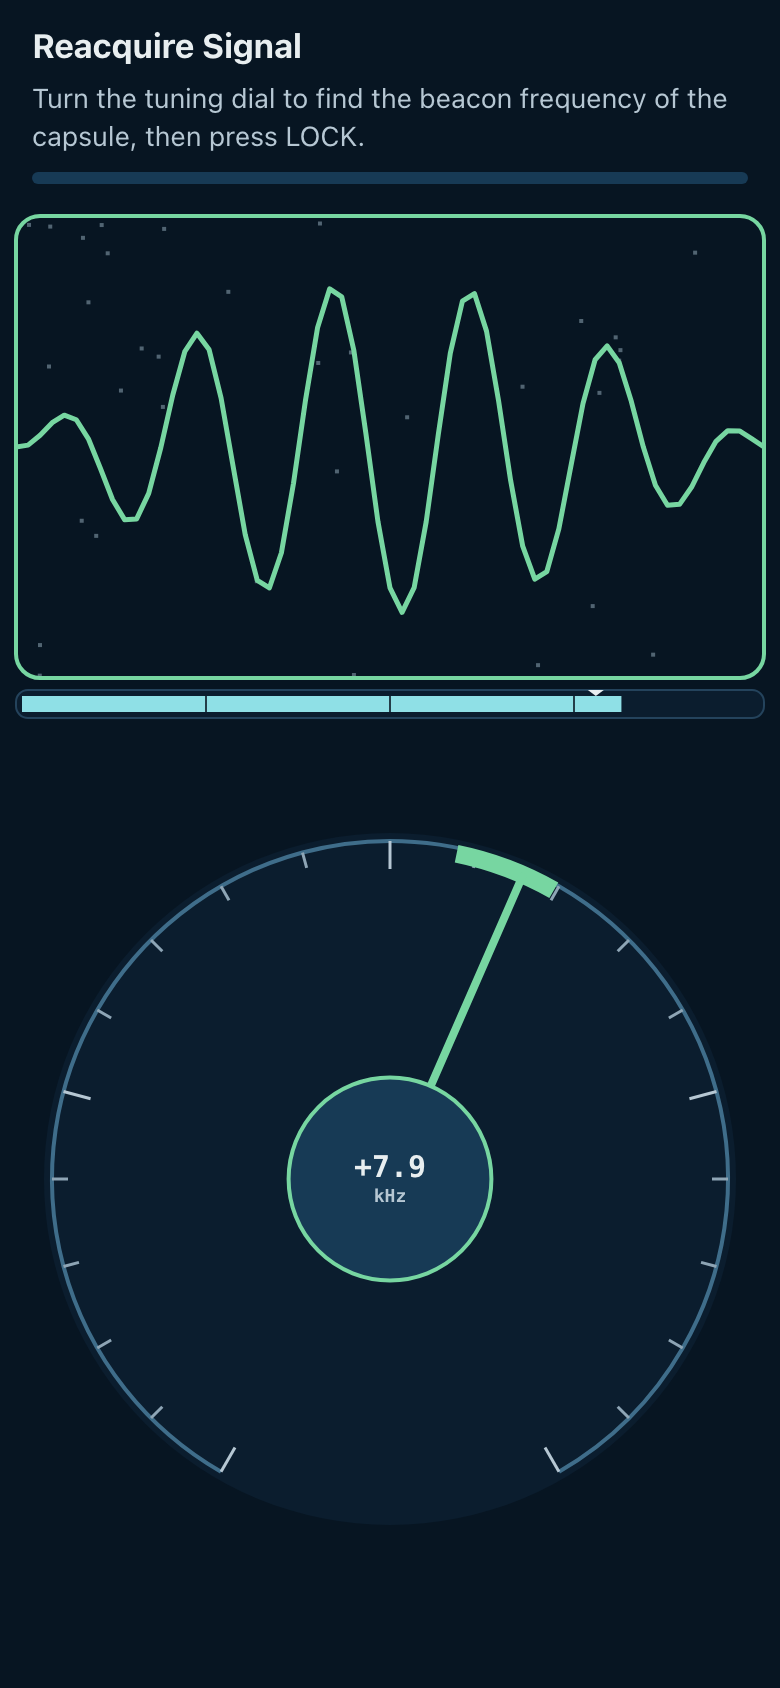 Reacquire Signal
Turn the tuning dial to find the beacon frequency of the
capsule, then press LOCK.
+7.9
kHz